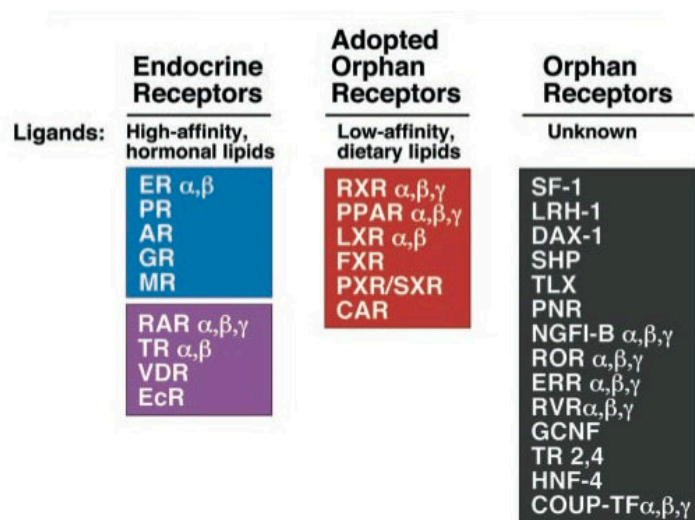 Endocrine
Receptors
Adopted
Orphan
Receptors
Orphan
Receptors
Ligands:
High-affinity,
hormonal lipids
Low-affinity,
dietary lipids
Unknown
ER α,β
PR
AR
GR
MR
RAR α,β,γ
TR α,β
VDR
EcR
RXR α,β,γ
PPAR α,β,γ
LXR α,β
FXR
PXR/SXR
CAR
SF-1
LRH-1
DAX-1
SHP
TLX
PNR
NGFI-B α,β,γ
ROR α,β,γ
ERR α,β,γ
RVRα,β,γ
GCNF
TR 2,4
HNF-4
COUP-TFα,β,γ